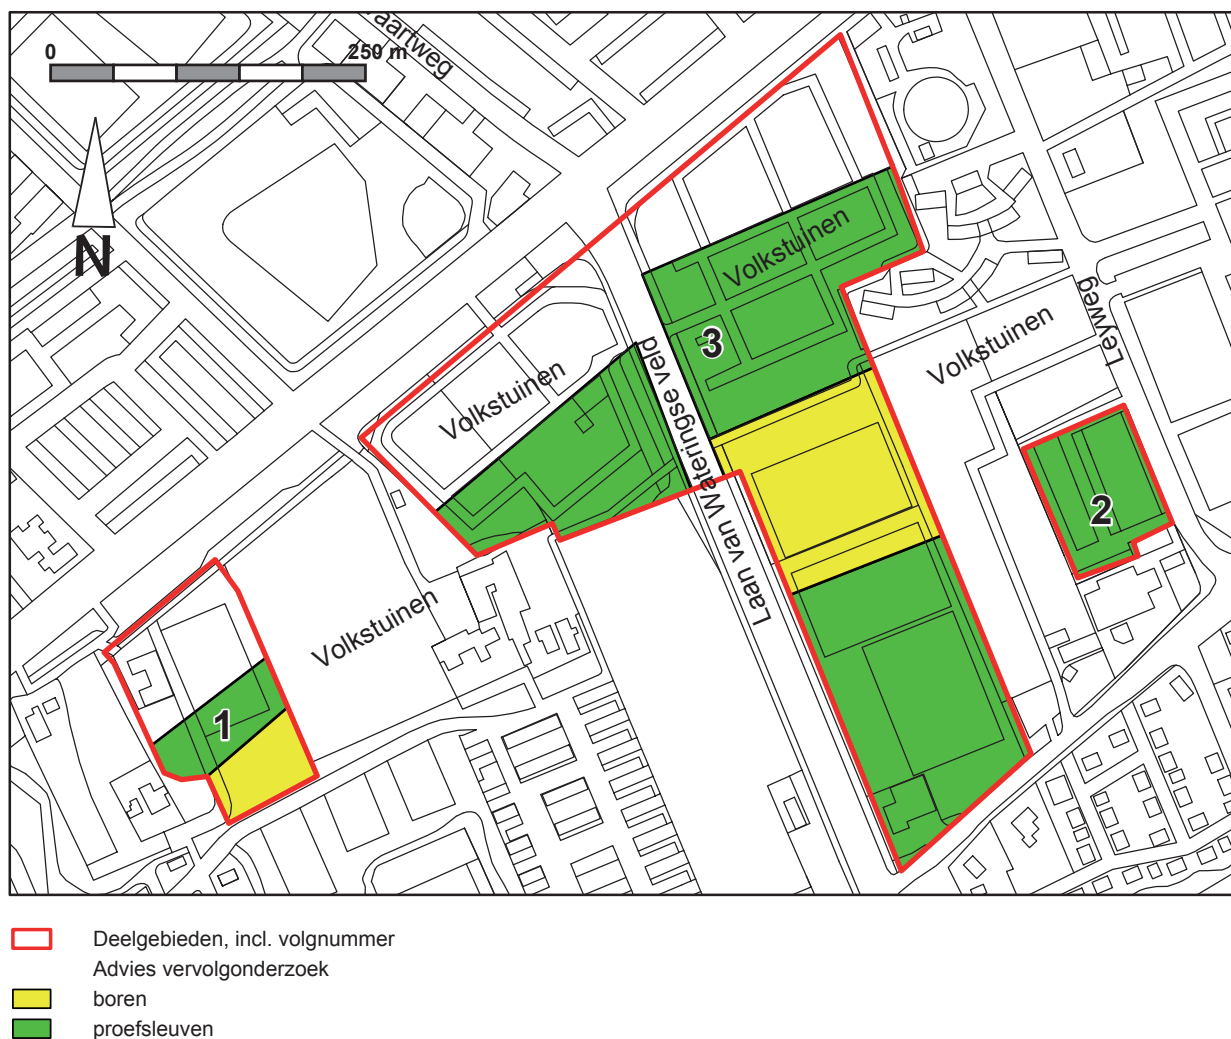 0 250 m
aartweg
N
Volkstuinen
3
Volkstuinen
Leyweg
Volkstuinen
Laan van Wateringse veld
2
Volkstuinen
1
Deelgebieden, incl. volgnummer
Advies vervolgonderzoek
boren
proefsleuven